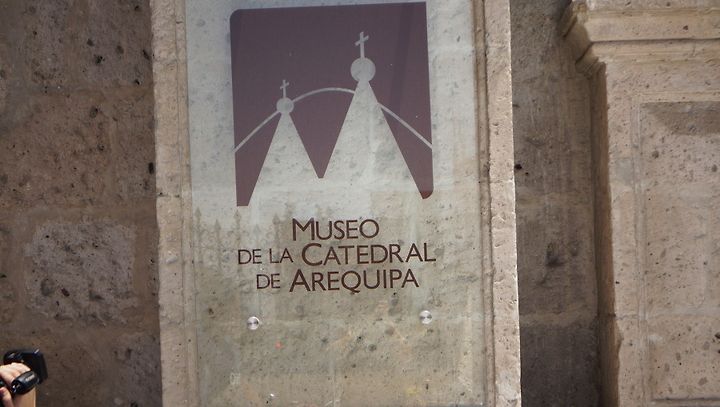 MUSEO
DE LA CATEDRAL
DE AREQUIPA